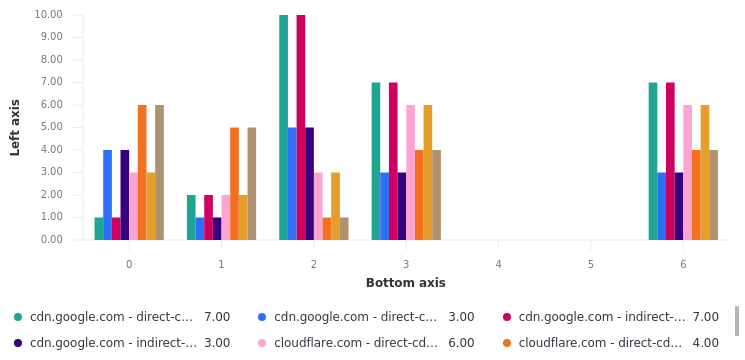 10.00
9.00
8.00
7.00
6.00
5.00
4.00
3.00
2.00
1.00
0.00
Left axis
0 1 2 3 4 5 6
Bottom axis
cdn.google.com - direct-c... 7.00 cdn.google.com - direct-c... 3.00 cdn.google.com - indirect-... 7.00
cdn.google.com - indirect-... 3.00 cloudflare.com - direct-cd... 6.00 cloudflare.com - direct-cd... 4.00